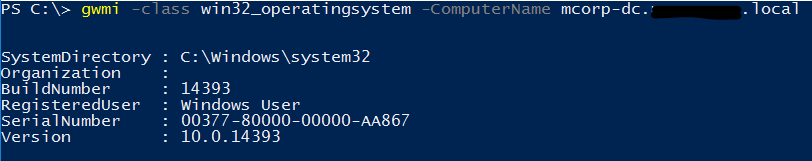 PS C:\> gwmi -class win32_operatingsystem -ComputerName mcorp-dc. .local
SystemDirectory : C:\Windows\system32
Organization :
BuildNumber : 14393
RegisteredUser : Windows User
SerialNumber : 00377-80000-00000-AA867
Version : 10.0.14393